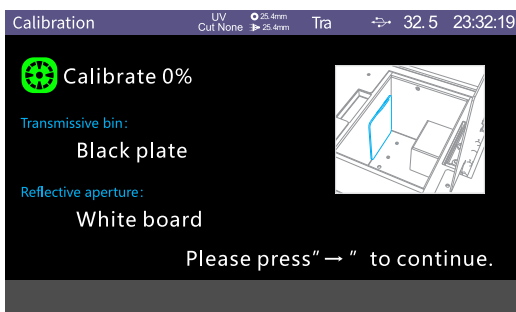 Calibration UV Cut None 25.4mm 25.4mm Tra 32.5 23:32:19
Calibrate 0%
Transmissive bin:
Black plate
Reflective aperture:
White board
Please press"→" to continue.